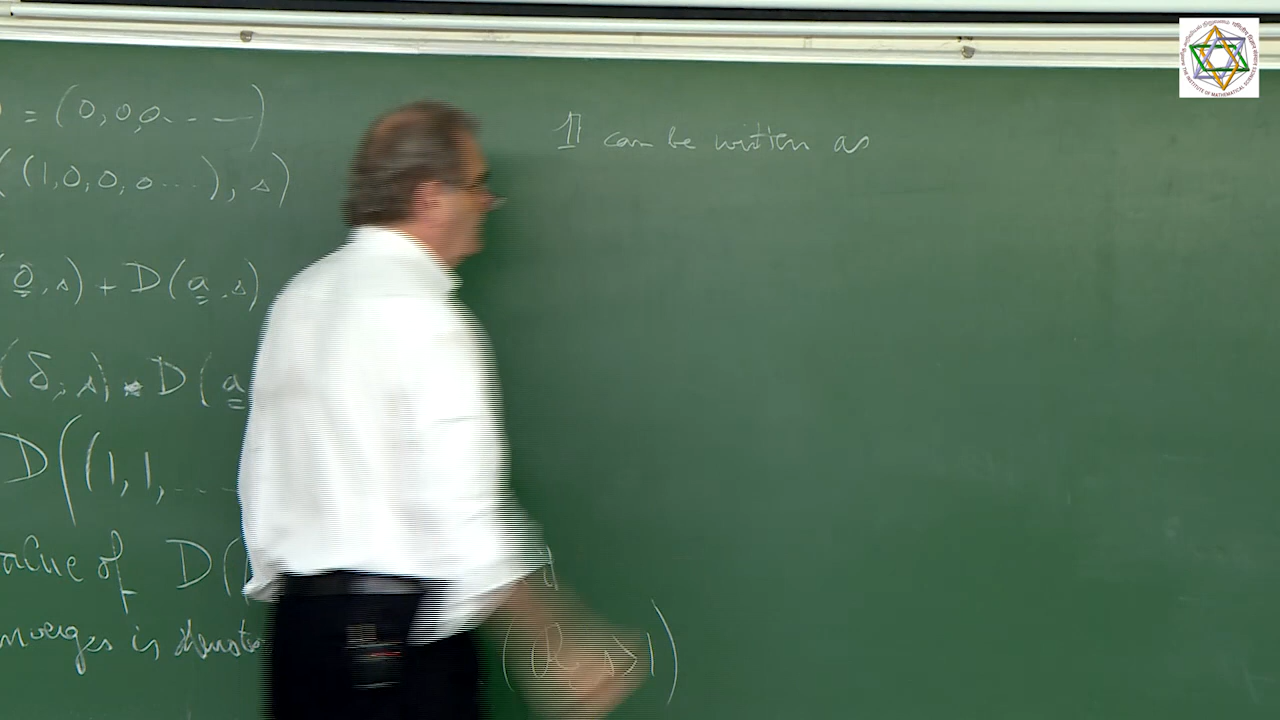 = (0,0,0, . . . —)
((1,0,0,0...), s)
0, s) + D(a, s)
(δ, s) * D(a
D((1,1, ...
value of D(
nverges is denote
𝟙 can be written as
(Re s>1)